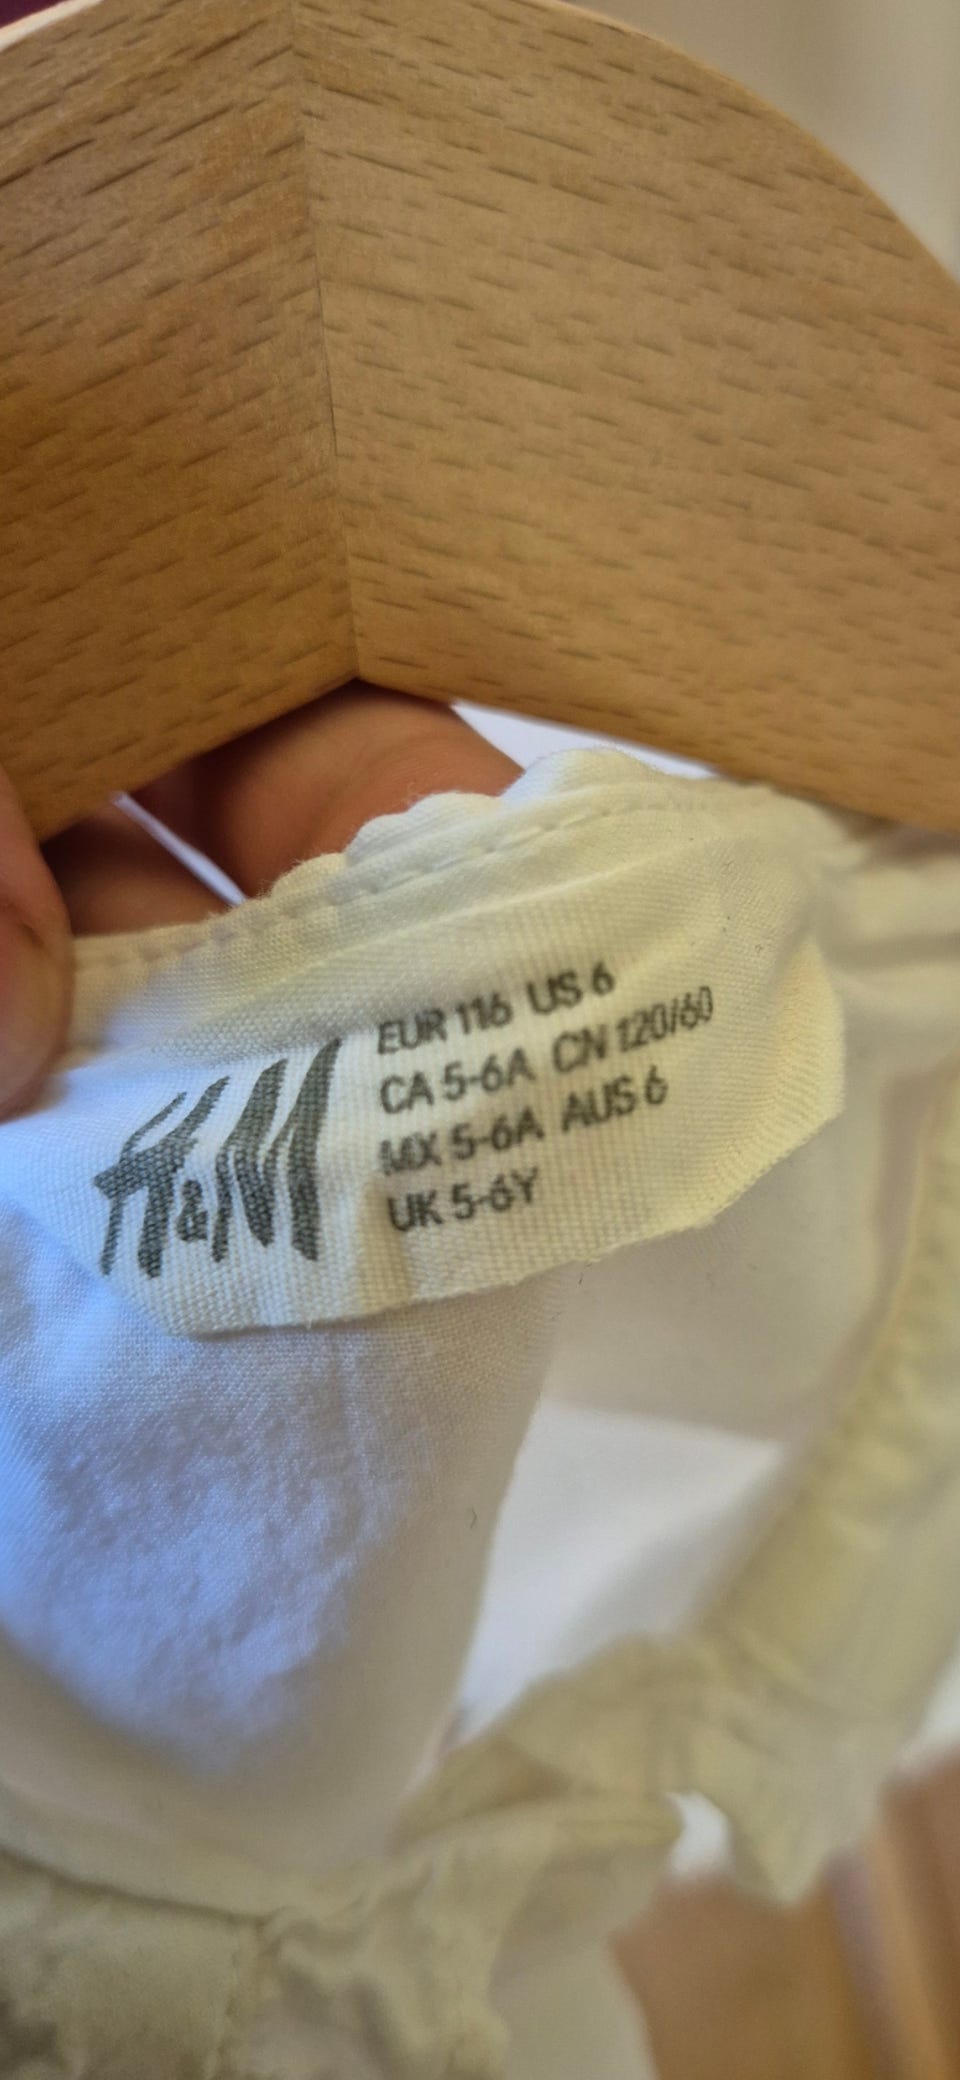 H&M
EUR 116 US 6
CA 5-6A CN 120/60
MX 5-6A AUS 6
UK 5-6Y